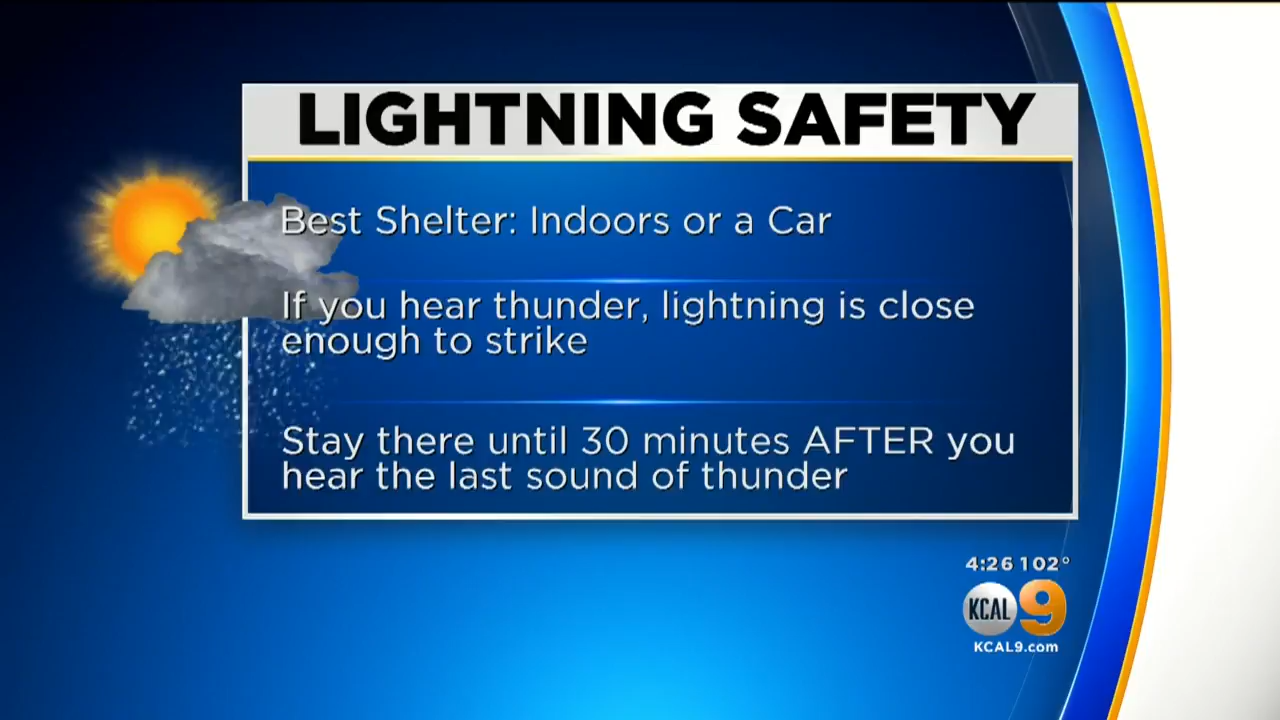 LIGHTNING SAFETY
Best Shelter: Indoors or a Car
If you hear thunder, lightning is close
enough to strike
Stay there until 30 minutes AFTER you
hear the last sound of thunder
4:26 102°
KCAL 9
KCAL9.com